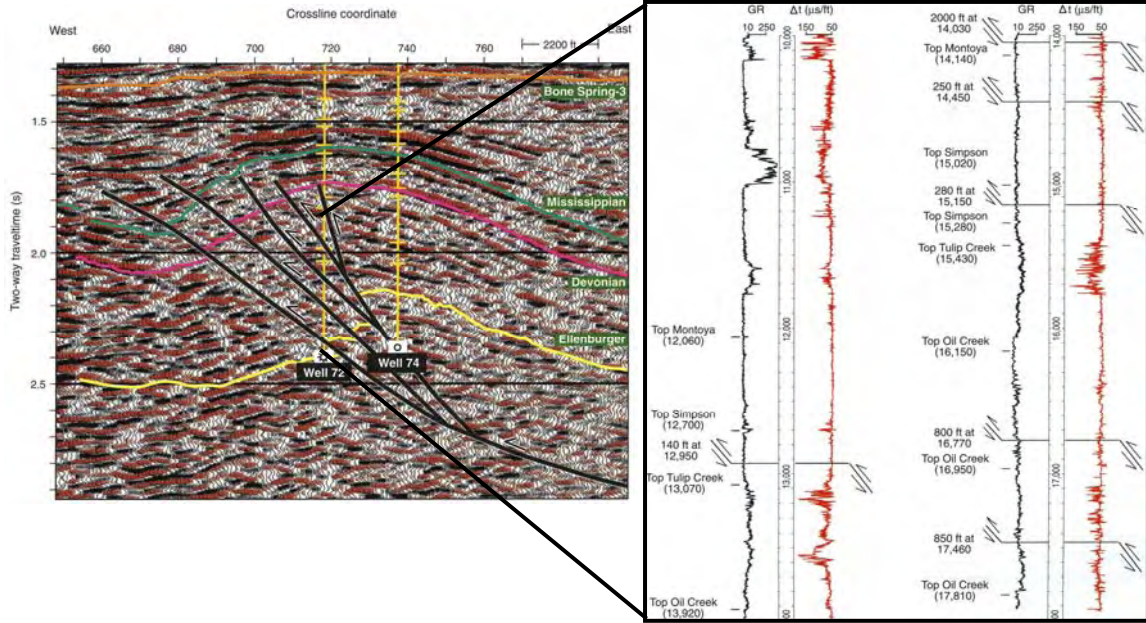 Crossline coordinate
West
East
660 680 700 720 740 760
2200 ft
Two-way traveltime (s)
1.5
2.0
2.5
Bone Spring-3
Mississippian
Devonian
Ellenburger
Well 72
Well 74
GR Δt (μs/ft)
10 250 150 50
10,000
11,000
12,000
13,000
Top Montoya
(12,060)
Top Simpson
(12,700)
140 ft at
12,950
Top Tulip Creek
(13,070)
Top Oil Creek
(13,920)
GR Δt (μs/ft)
10 250 150 50
14,000
15,000
16,000
17,000
2000 ft at
14,030
Top Montoya
(14,140)
250 ft at
14,450
Top Simpson
(15,020)
280 ft at
15,150
Top Simpson
(15,280)
Top Tulip Creek
(15,430)
Top Oil Creek
(16,150)
800 ft at
16,770
Top Oil Creek
(16,950)
850 ft at
17,460
Top Oil Creek
(17,810)